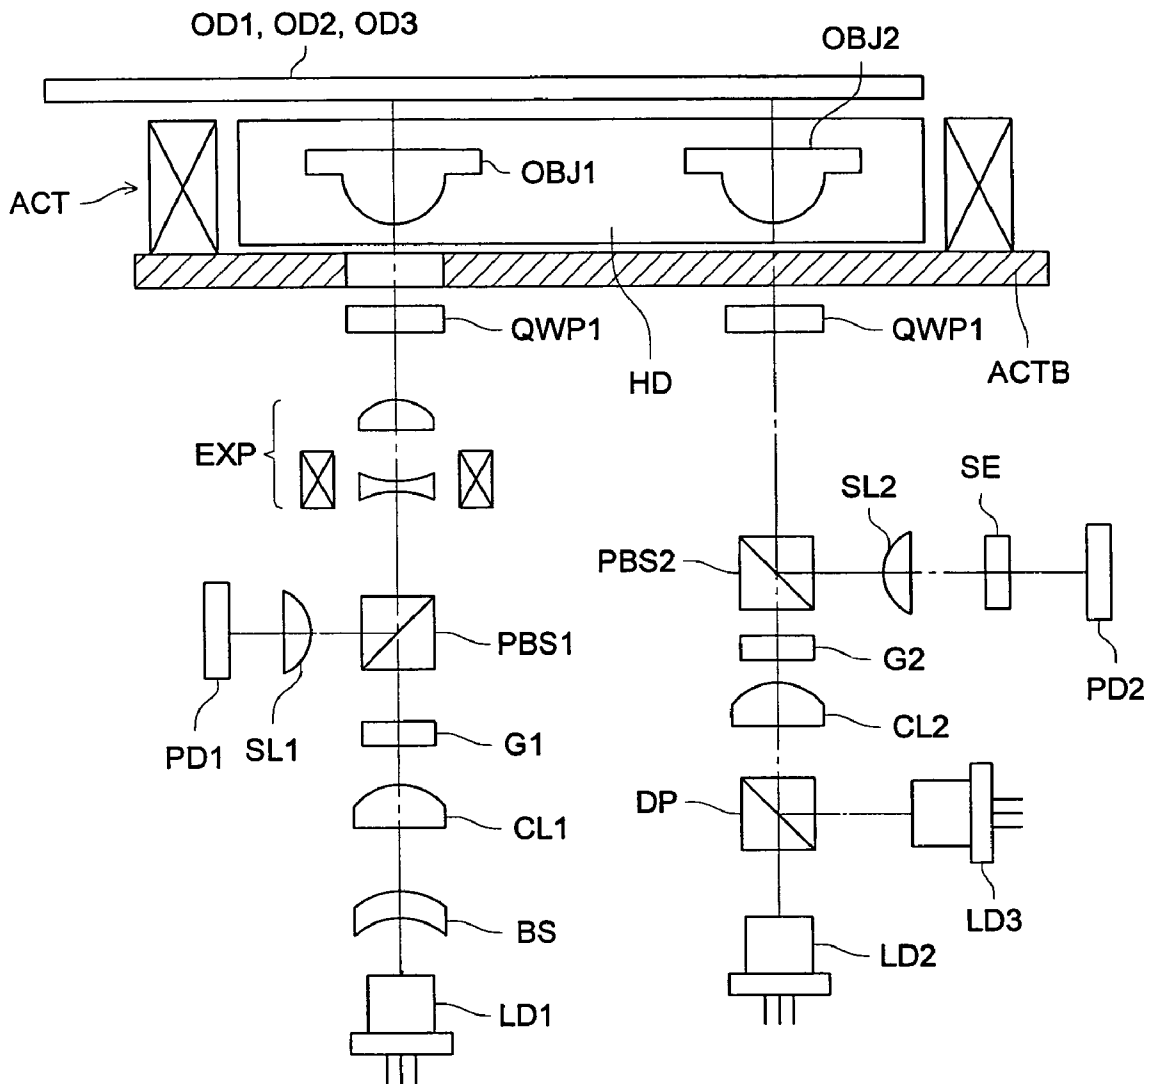 OD1, OD2, OD3
OBJ2
OBJ1
ACT
QWP1
QWP1
HD
ACTB
EXP
SE
SL2
PBS2
PBS1
G2
PD2
PD1
SL1
G1
CL2
DP
CL1
LD3
BS
LD2
LD1